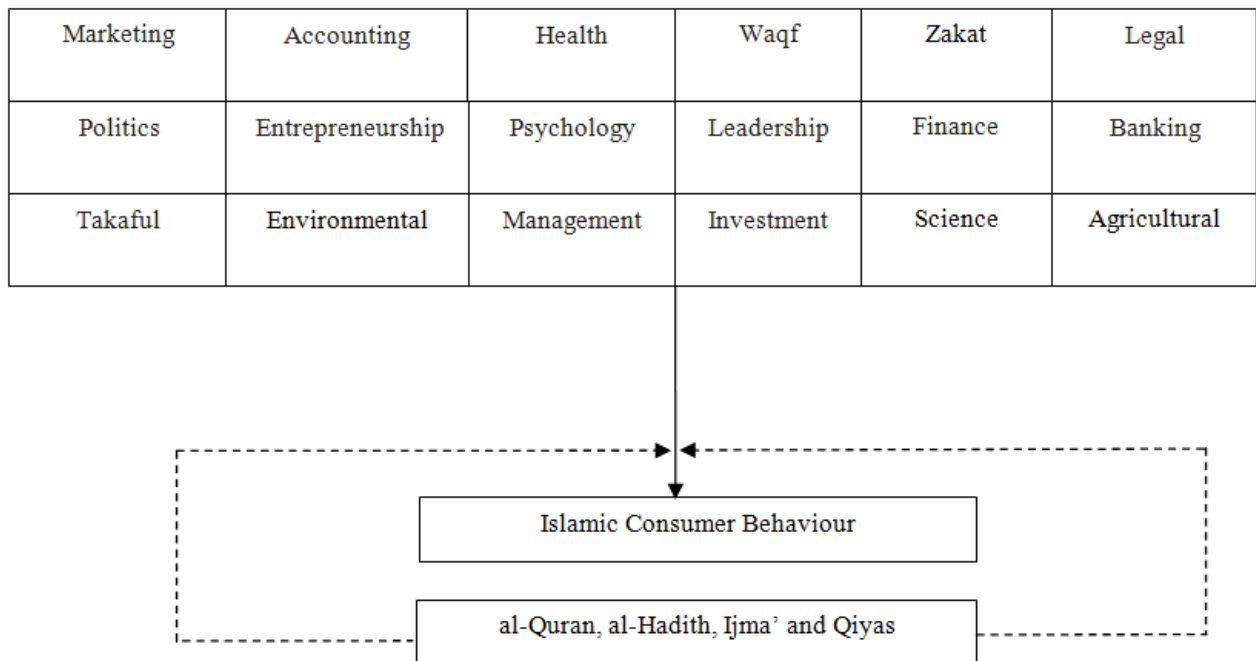 Marketing Accounting Health Waqf Zakat Legal
Politics Entrepreneurship Psychology Leadership Finance Banking
Takaful Environmental Management Investment Science Agricultural
Islamic Consumer Behaviour
al-Quran, al-Hadith, Ijma’ and Qiyas